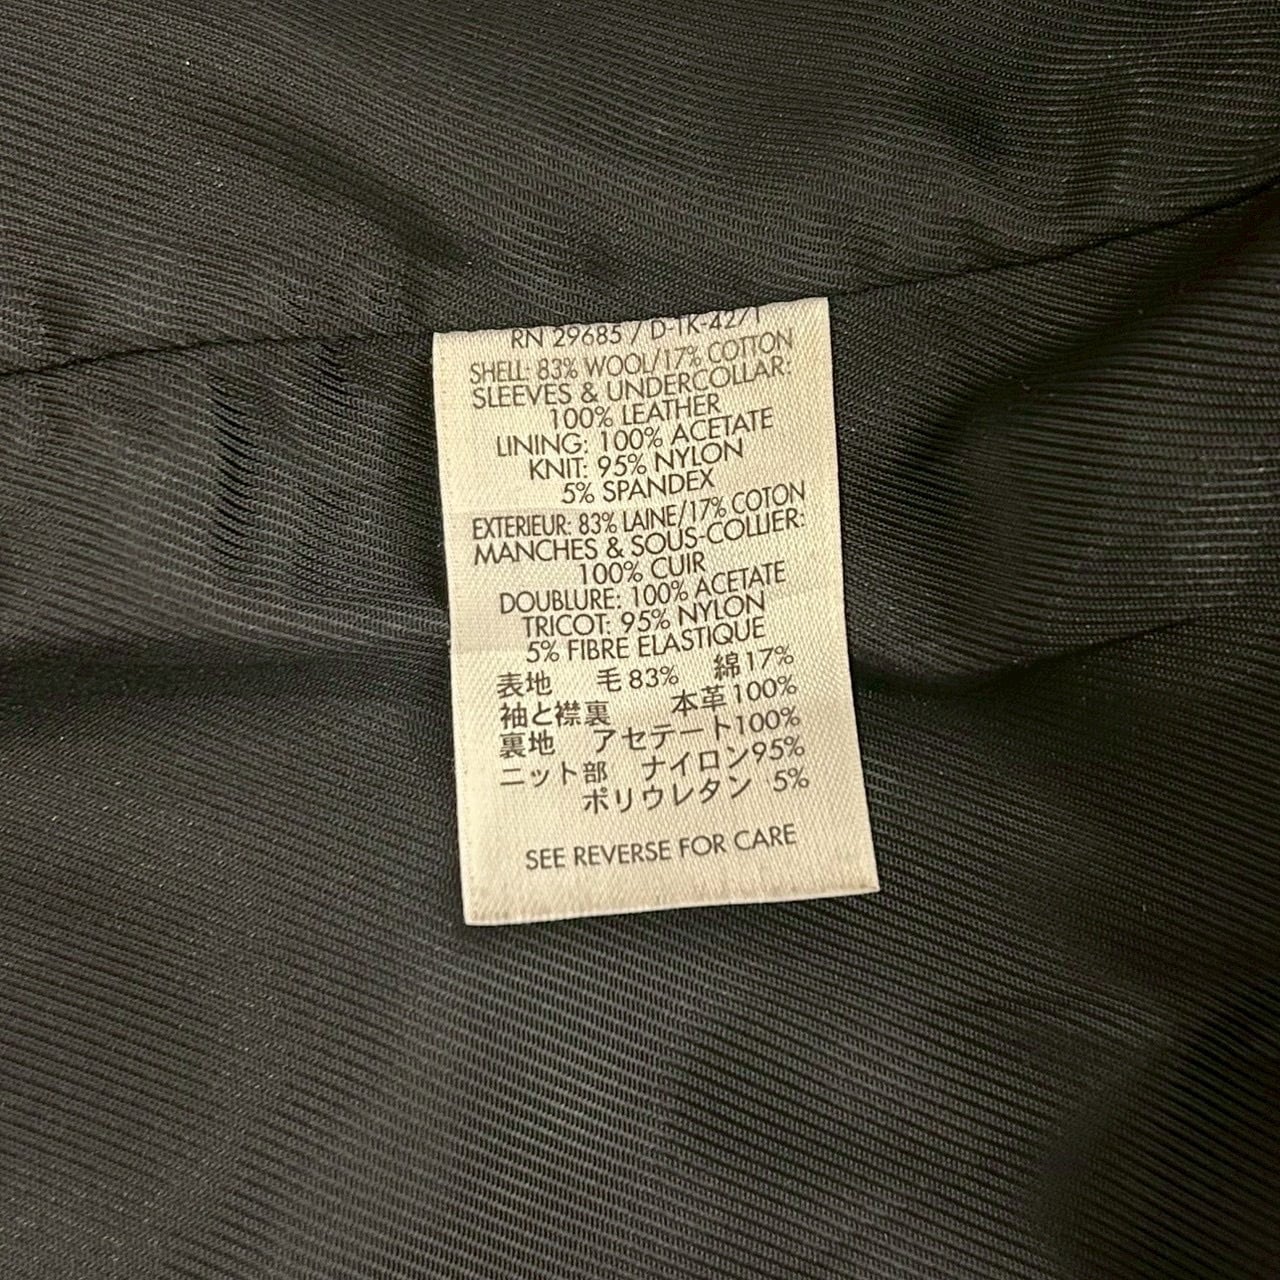 RN 29685 / D-TK-4271
SHELL: 83% WOOL/17% COTTON
SLEEVES & UNDERCOLLAR:
100% LEATHER
LINING: 100% ACETATE
KNIT: 95% NYLON
5% SPANDEX
EXTERIEUR: 83% LAINE/17% COTON
MANCHES & SOUS-COLLIER:
100% CUIR
DOUBLURE: 100% ACETATE
TRICOT: 95% NYLON
5% FIBRE ELASTIQUE
表地 毛83% 綿17%
袖と襟裏 本革100%
裏地 アセテート100%
ニット部 ナイロン95%
ポリウレタン 5%
SEE REVERSE FOR CARE